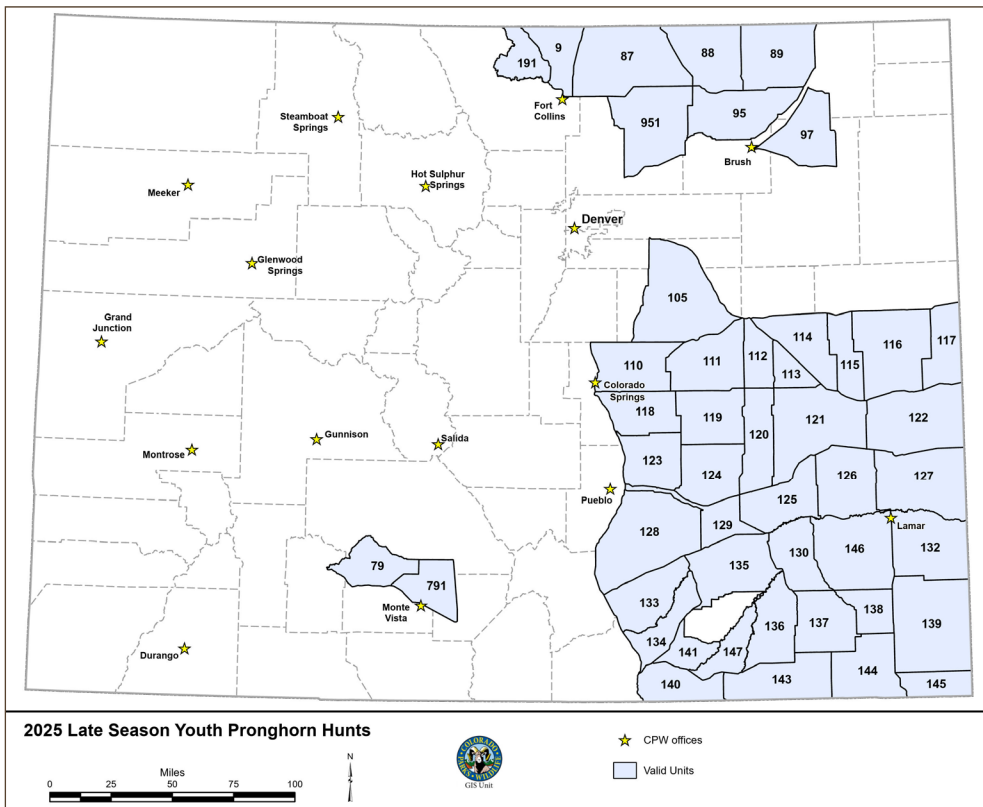 191
9
87
88
89
Fort
Collins
951
95
97
Brush
Steamboat
Springs
Meeker
Hot Sulphur
Springs
Denver
Glenwood
Springs
Grand
Junction
105
110
111
112
113
114
115
116
117
Colorado
Springs
118
119
120
121
122
Gunnison
Salida
Montrose
123
124
125
126
127
Pueblo
Lamar
128
129
130
146
132
79
791
Monte
Vista
135
133
134
141
147
136
137
138
139
Durango
140
143
144
145
2025 Late Season Youth Pronghorn Hunts
Miles
0 25 50 75 100
N
COLORADO
PARKS & WILDLIFE
GIS Unit
CPW offices
Valid Units